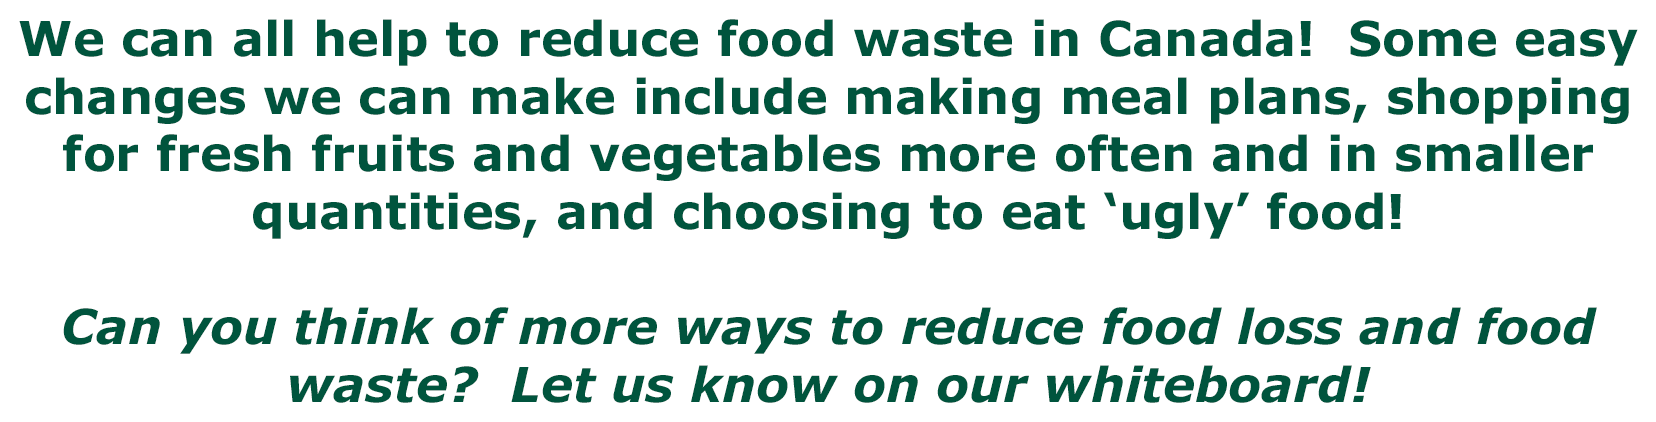 We can all help to reduce food waste in Canada!  Some easy
changes we can make include making meal plans, shopping
for fresh fruits and vegetables more often and in smaller
quantities, and choosing to eat ‘ugly’ food!
Can you think of more ways to reduce food loss and food
waste?  Let us know on our whiteboard!